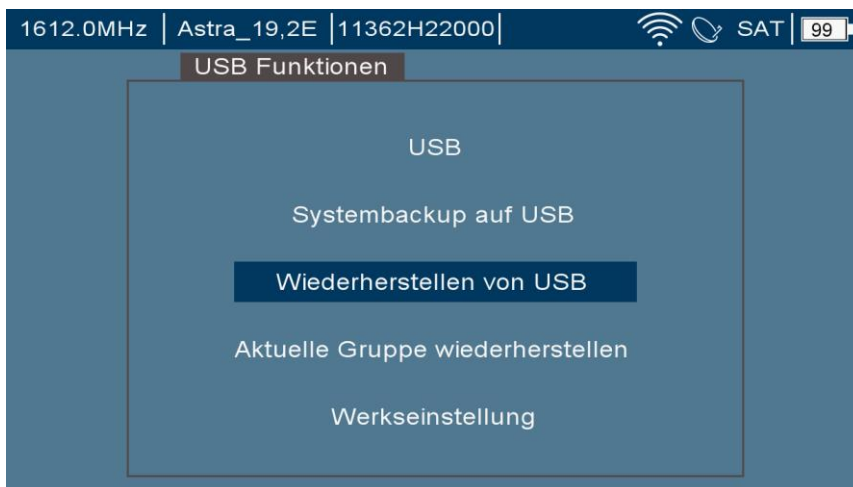 1612.0MHz | Astra_19,2E | 11362H22000 | SAT | 99
USB Funktionen
USB
Systembackup auf USB
Wiederherstellen von USB
Aktuelle Gruppe wiederherstellen
Werkseinstellung